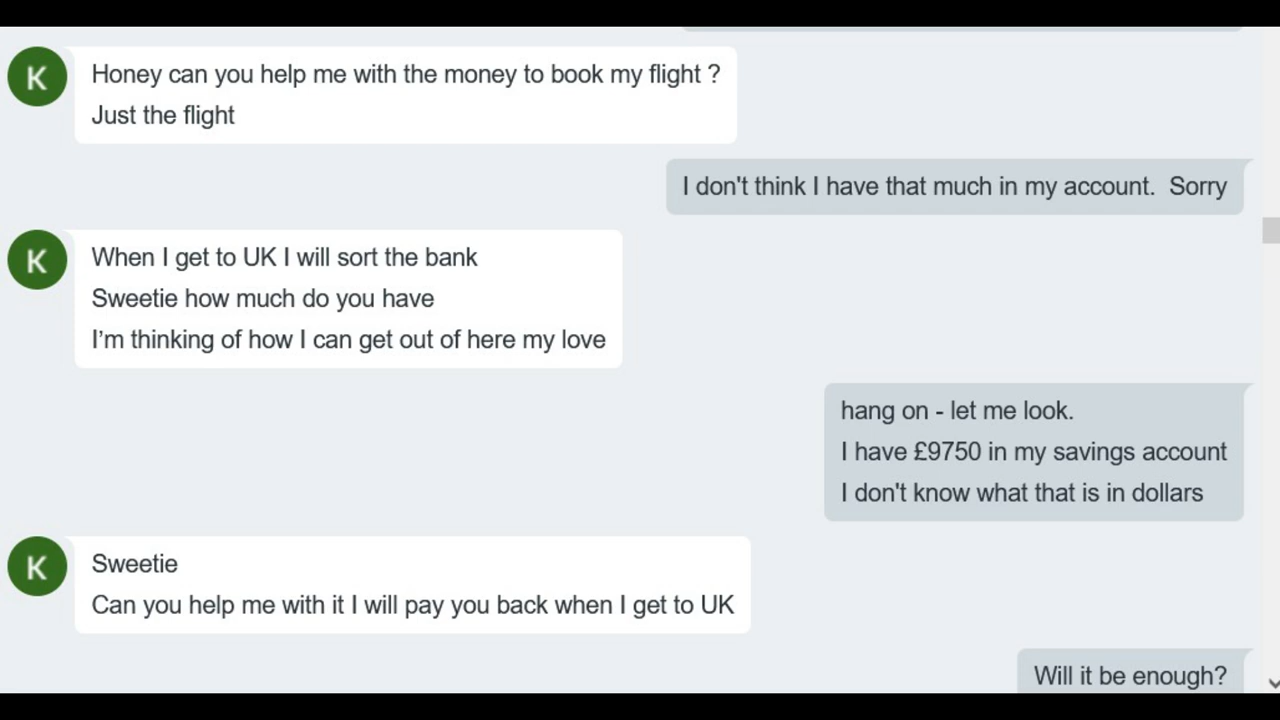 K
Honey can you help me with the money to book my flight ?
Just the flight
I don't think I have that much in my account.  Sorry
K
When I get to UK I will sort the bank
Sweetie how much do you have
I’m thinking of how I can get out of here my love
hang on - let me look.
I have £9750 in my savings account
I don't know what that is in dollars
K
Sweetie
Can you help me with it I will pay you back when I get to UK
Will it be enough?